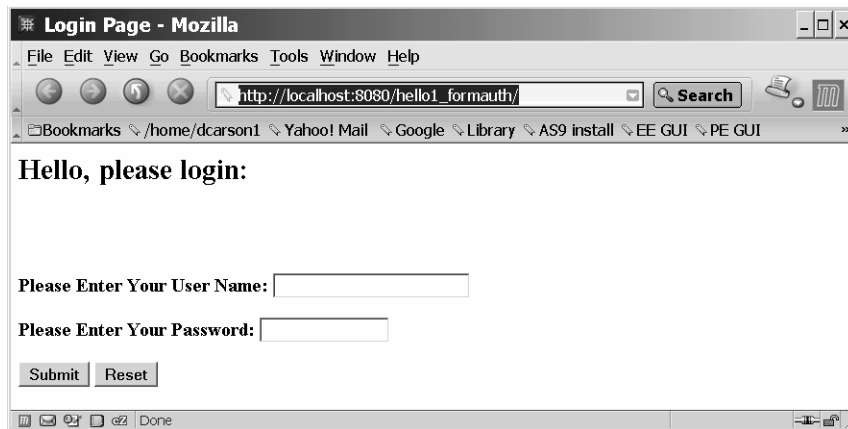 Login Page - Mozilla
File Edit View Go Bookmarks Tools Window Help
http://localhost:8080/hello1_formauth/ Search
Bookmarks /home/dcarson1 Yahoo! Mail Google Library AS9 install EE GUI PE GUI »
Hello, please login:
Please Enter Your User Name:
Please Enter Your Password:
Submit Reset
Done